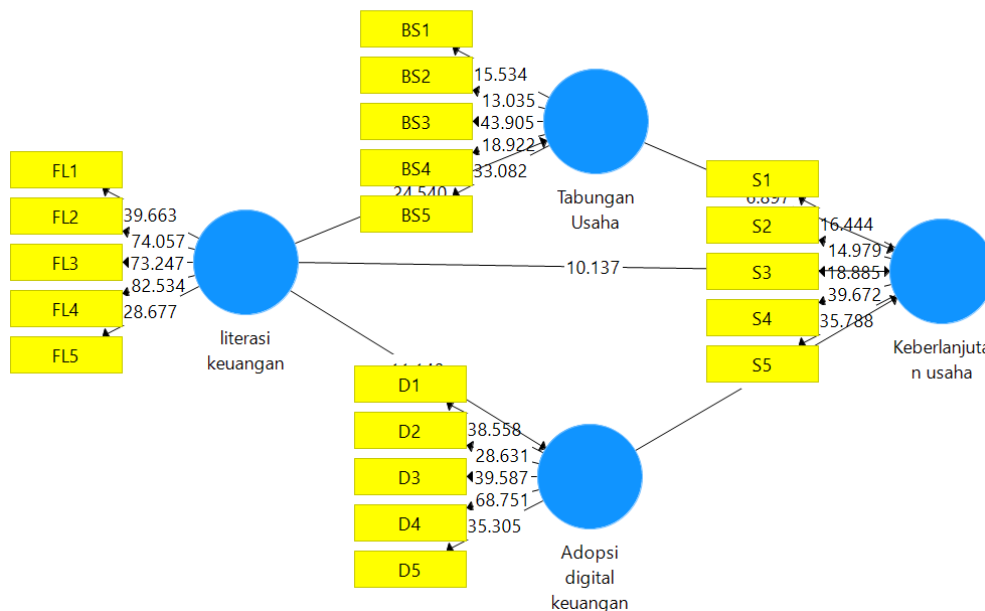 BS1
BS2
BS3
BS4
BS5
15.534
13.035
43.905
18.922
33.082
24.540
Tabungan
Usaha
FL1
FL2
FL3
FL4
FL5
39.663
74.057
73.247
82.534
28.677
literasi
keuangan
10.137
6.897
S1
S2
S3
S4
S5
16.444
14.979
18.885
39.672
35.788
Keberlanjuta
n usaha
D1
D2
D3
D4
D5
38.558
28.631
39.587
68.751
35.305
Adopsi
digital
keuangan